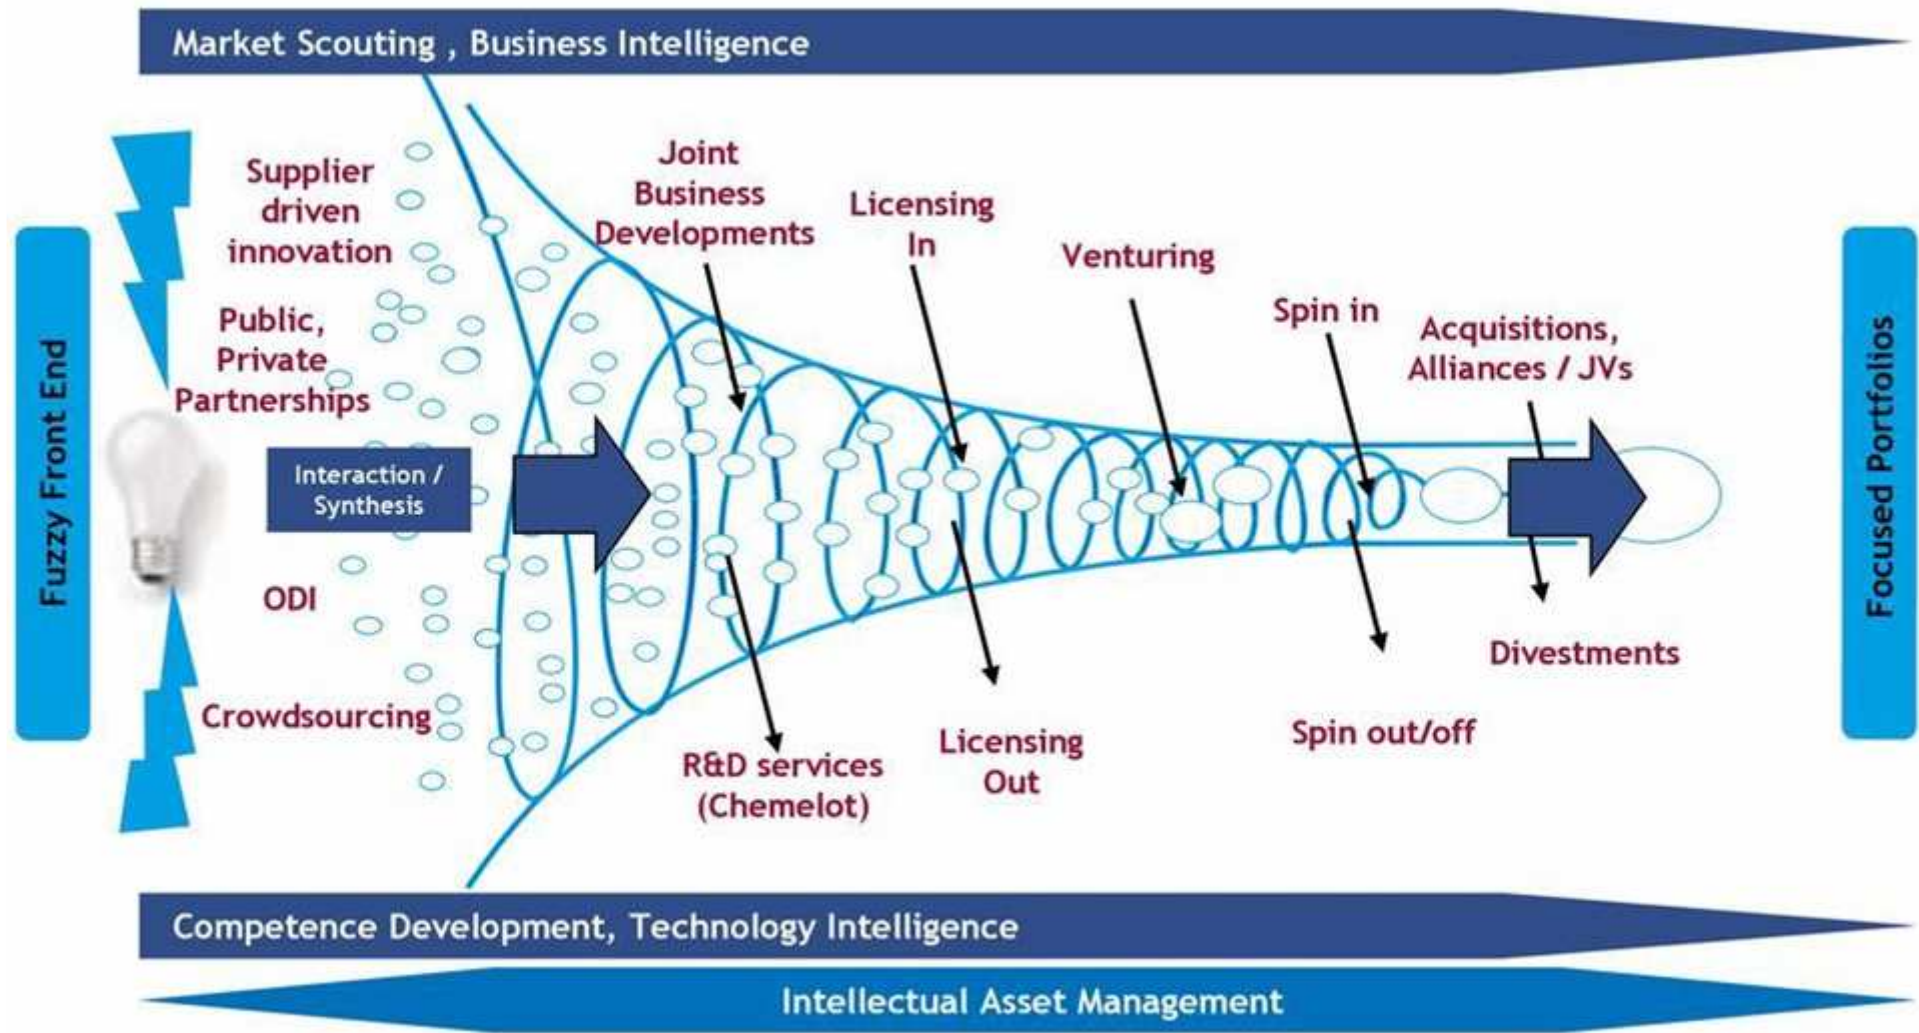 Market Scouting , Business Intelligence
Fuzzy Front End
Supplier
driven
innovation
Public,
Private
Partnerships
Interaction /
Synthesis
ODI
Crowdsourcing
Joint
Business
Developments
Licensing
In
Venturing
Spin in
Acquisitions,
Alliances / JVs
R&D services
(Chemelot)
Licensing
Out
Spin out/off
Divestments
Focused Portfolios
Competence Development, Technology Intelligence
Intellectual Asset Management